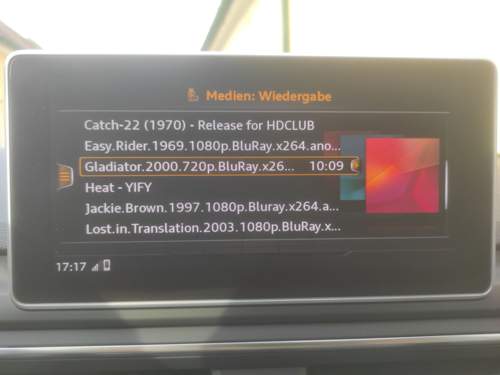 Medien: Wiedergabe
Catch-22 (1970) - Release for HDCLUB
Easy.Rider.1969.1080p.BluRay.x264.ano...
Gladiator.2000.720p.BluRay.x26... 10:09
Heat - YIFY
Jackie.Brown.1997.1080p.Bluray.x264.a...
Lost.in.Translation.2003.1080p.BluRay.x...
17:17